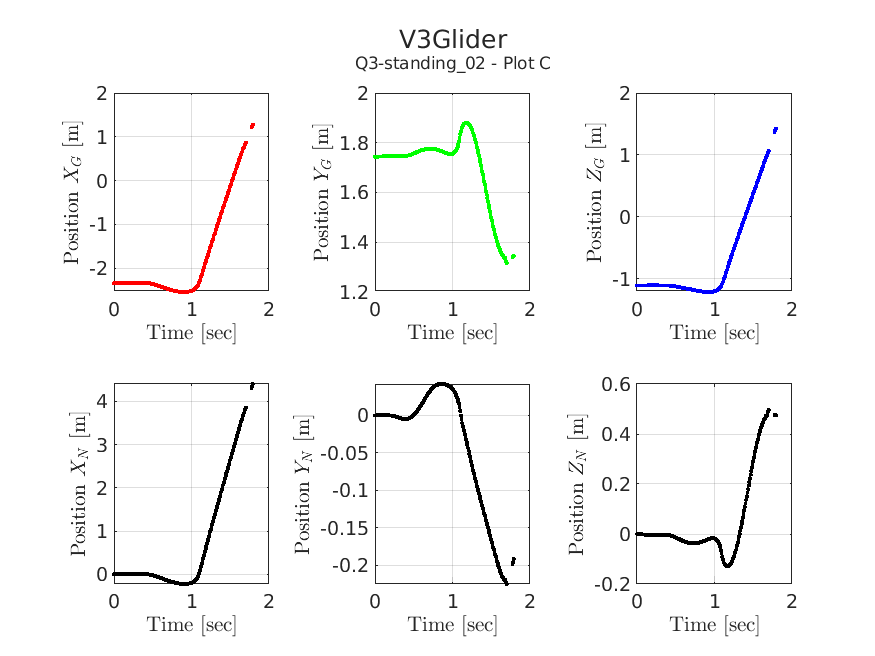 V3Glider
Q3-standing_02 - Plot C
Position X_G [m]
2
1
0
-1
-2
0 1 2
Time [sec]
Position Y_G [m]
2
1.8
1.6
1.4
1.2
0 1 2
Time [sec]
Position Z_G [m]
2
1
0
-1
0 1 2
Time [sec]
Position X_N [m]
4
3
2
1
0
0 1 2
Time [sec]
Position Y_N [m]
0
-0.05
-0.1
-0.15
-0.2
0 1 2
Time [sec]
Position Z_N [m]
0.6
0.4
0.2
0
-0.2
0 1 2
Time [sec]